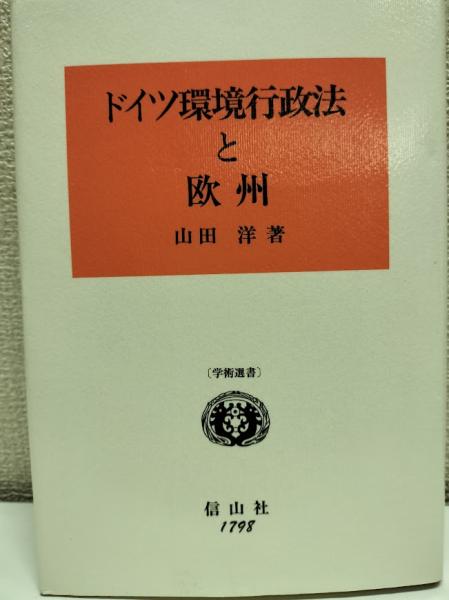 ドイツ環境行政法
と
欧州
山田 洋 著
〔学術選書〕
信山社
1798